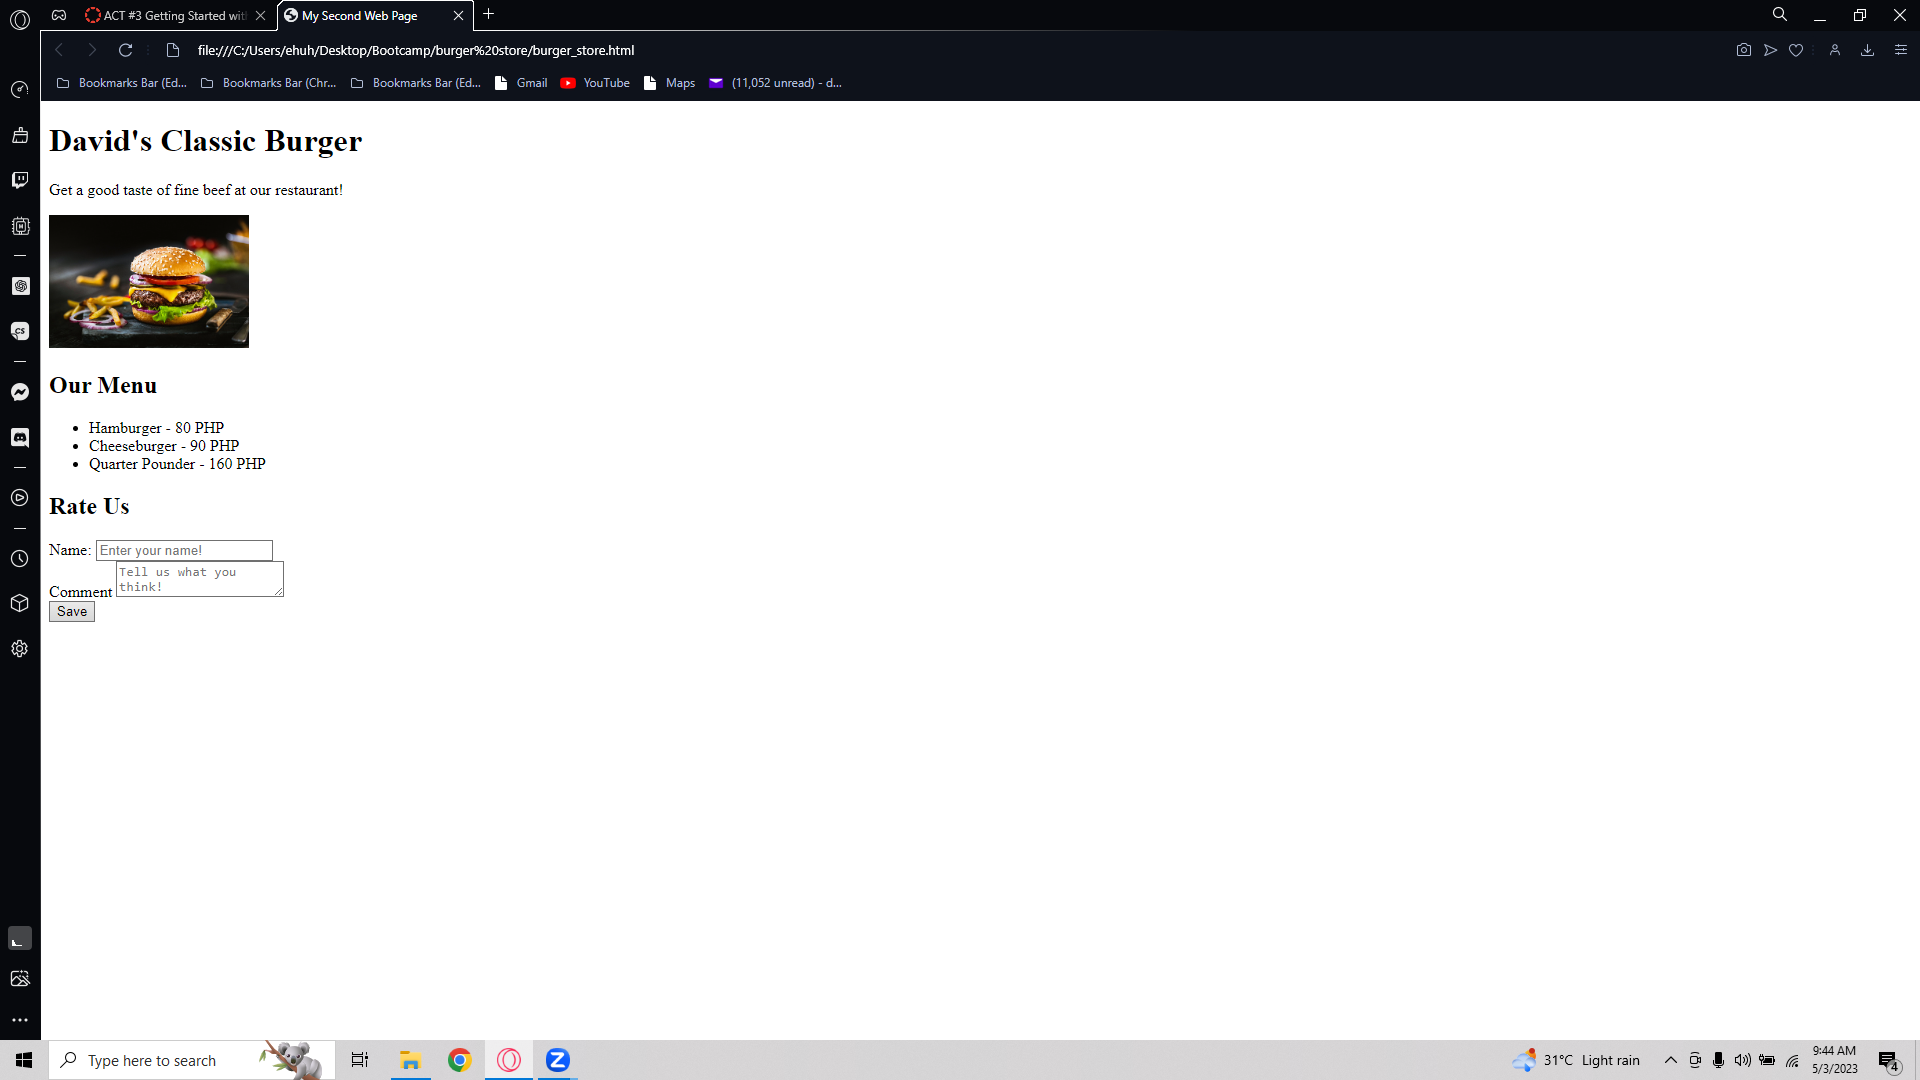 ACT #3 Getting Started wit
My Second Web Page
file:///C:/Users/ehuh/Desktop/Bootcamp/burger%20store/burger_store.html
Bookmarks Bar (Ed...
Bookmarks Bar (Chr...
Bookmarks Bar (Ed...
Gmail
YouTube
Maps
(11,052 unread) - d...
David's Classic Burger
Get a good taste of fine beef at our restaurant!
Our Menu
Hamburger - 80 PHP
Cheeseburger - 90 PHP
Quarter Pounder - 160 PHP
Rate Us
Name: Enter your name!
Tell us what you
think!
Comment
Save
Type here to search
31°C Light rain
9:44 AM
5/3/2023
4